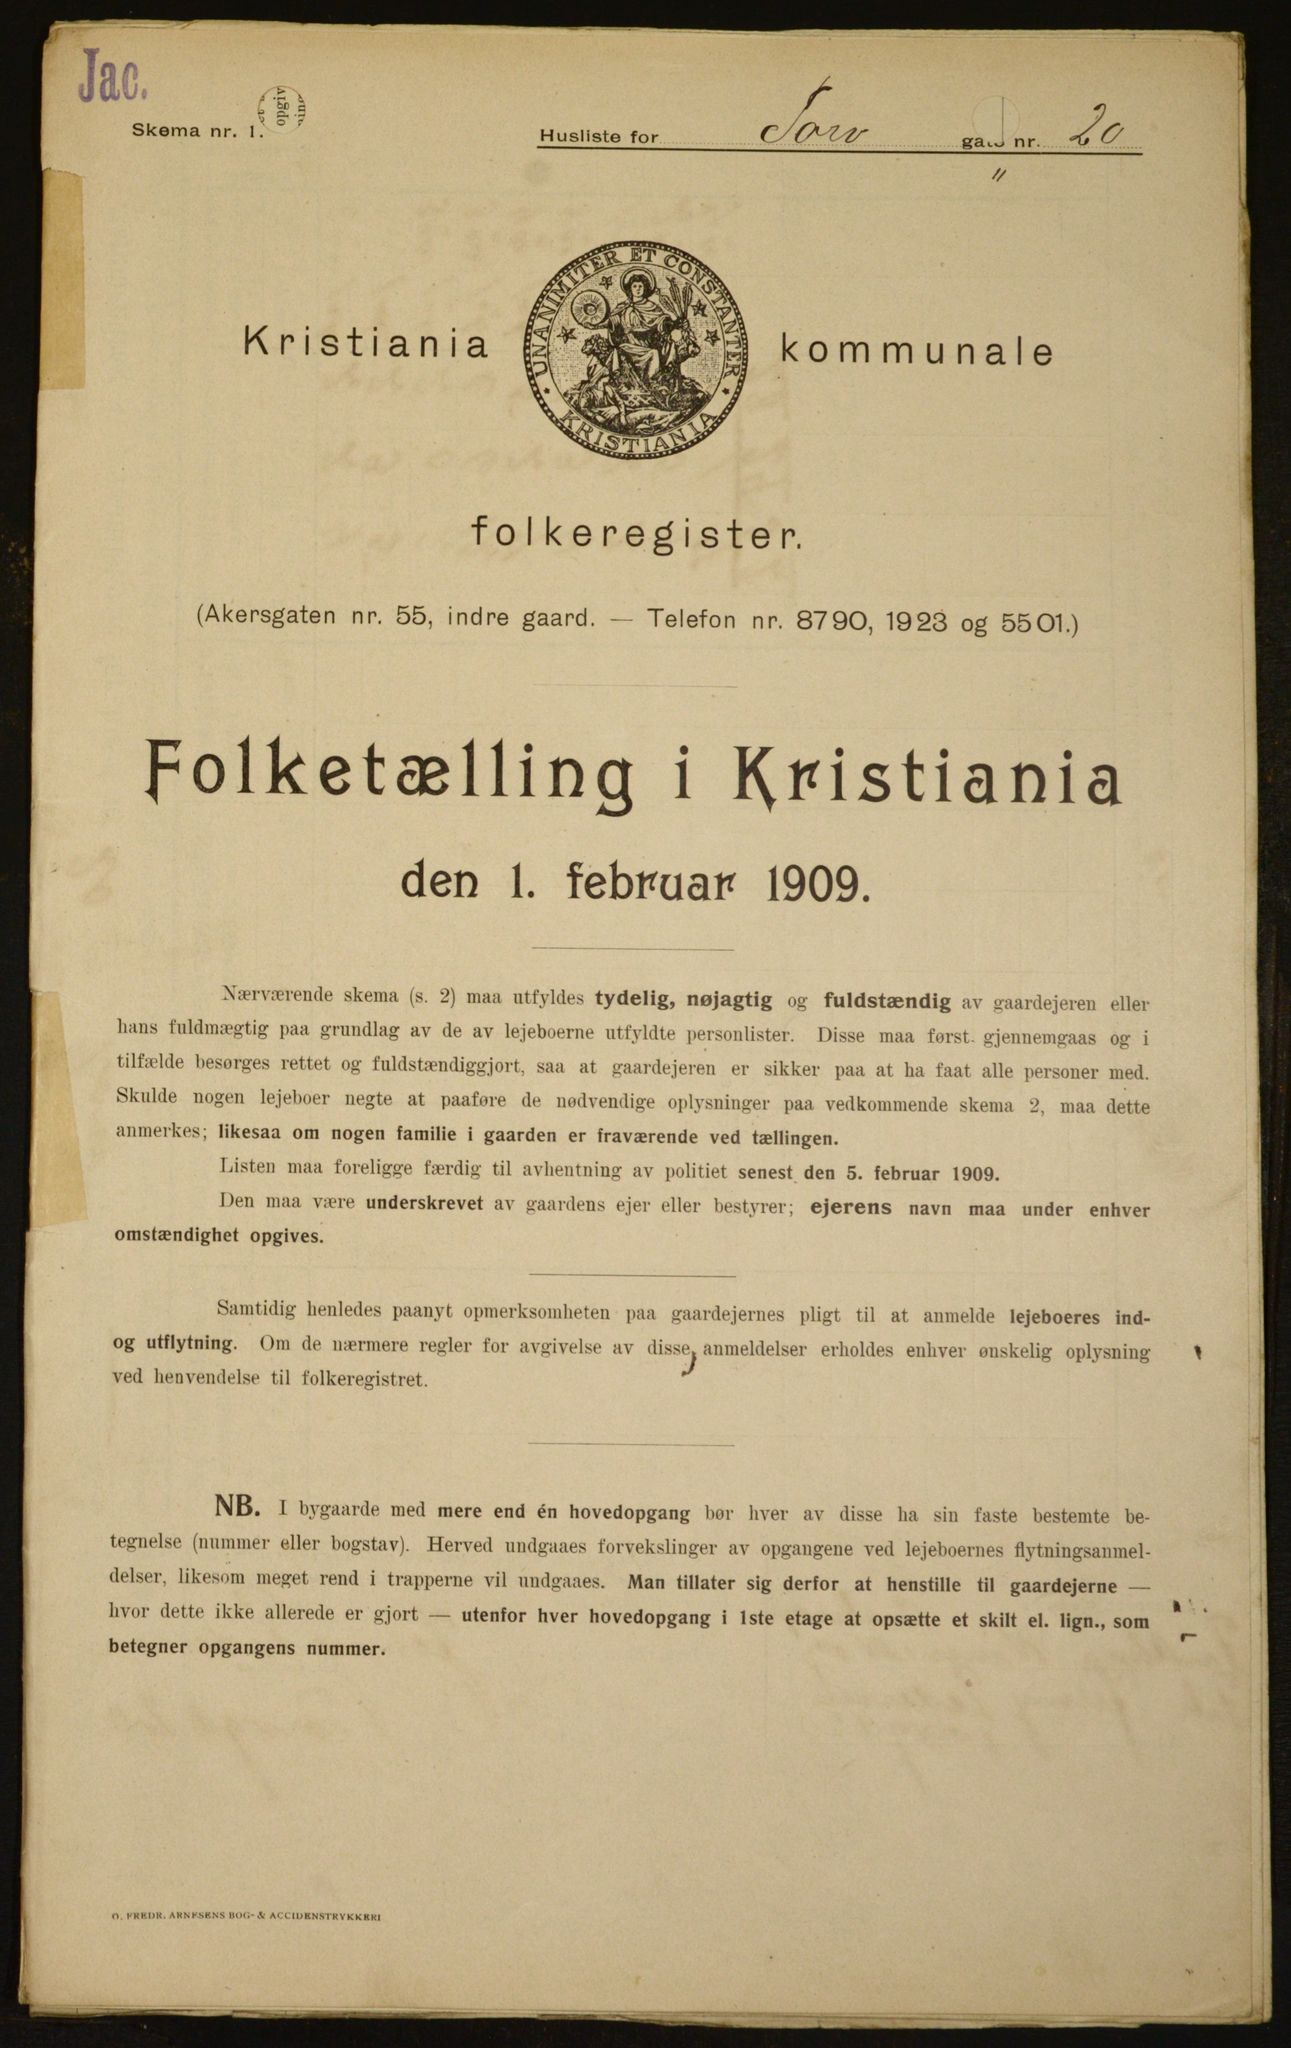 Jac.
Skema nr. 1.
opgiv
Husliste for Torv gate nr. 20
"
UNANIMITER ET CONSTANTER
KRISTIANIA
Kristiania kommunale
folkeregister.
(Akersgaten nr. 55, indre gaard. — Telefon nr. 8790, 1923 og 5501.)
Folketælling i Kristiania
den 1. februar 1909.
Nærværende skema (s. 2) maa utfyldes tydelig, nøjagtig og fuldstændig av gaardejeren eller
hans fuldmægtig paa grundlag av de av lejeboerne utfyldte personlister. Disse maa først gjennemgaas og i
tilfælde besørges rettet og fuldstændiggjort, saa at gaardejeren er sikker paa at ha faat alle personer med.
Skulde nogen lejeboer negte at paaføre de nødvendige oplysninger paa vedkommende skema 2, maa dette
anmerkes; likesaa om nogen familie i gaarden er fraværende ved tællingen.
Listen maa foreligge færdig til avhentning av politiet senest den 5. februar 1909.
Den maa være underskrevet av gaardens ejer eller bestyrer; ejerens navn maa under enhver
omstændighet opgives.
Samtidig henledes paanyt opmerksomheten paa gaardejernes pligt til at anmelde lejeboeres ind-
og utflytning. Om de nærmere regler for avgivelse av disse anmeldelser erholdes enhver ønskelig oplysning
ved henvendelse til folkeregistret.
NB. I bygaarde med mere end én hovedopgang bør hver av disse ha sin faste bestemte be-
tegnelse (nummer eller bogstav). Herved undgaaes forvekslinger av opgangene ved lejeboernes flytningsanmel-
delser, likesom meget rend i trapperne vil undgaaes. Man tillater sig derfor at henstille til gaardejerne —
hvor dette ikke allerede er gjort — utenfor hver hovedopgang i 1ste etage at opsætte et skilt el. lign., som
betegner opgangens nummer.
O. FREDR. ARNESENS BOG- & ACCIDENSTRYKKERI